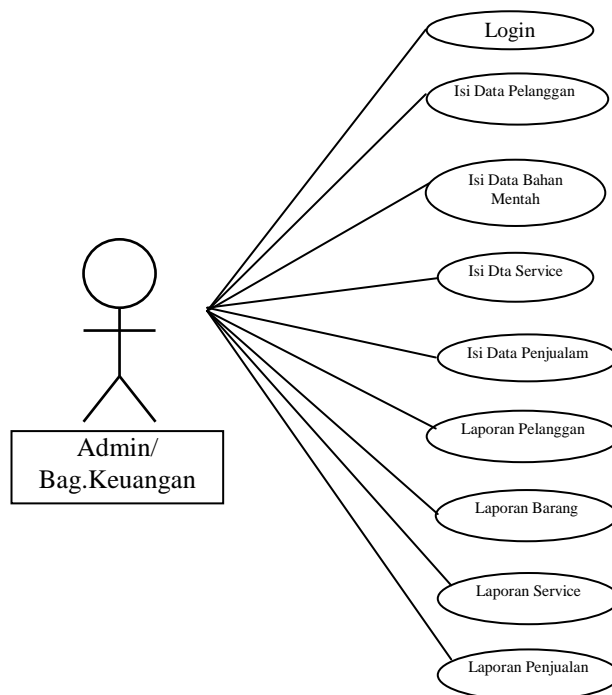 Login
Isi Data Pelanggan
Isi Data Bahan
Mentah
Isi Dta Service
Isi Data Penjualam
Laporan Pelanggan
Laporan Barang
Laporan Service
Laporan Penjualan
Admin/
Bag.Keuangan